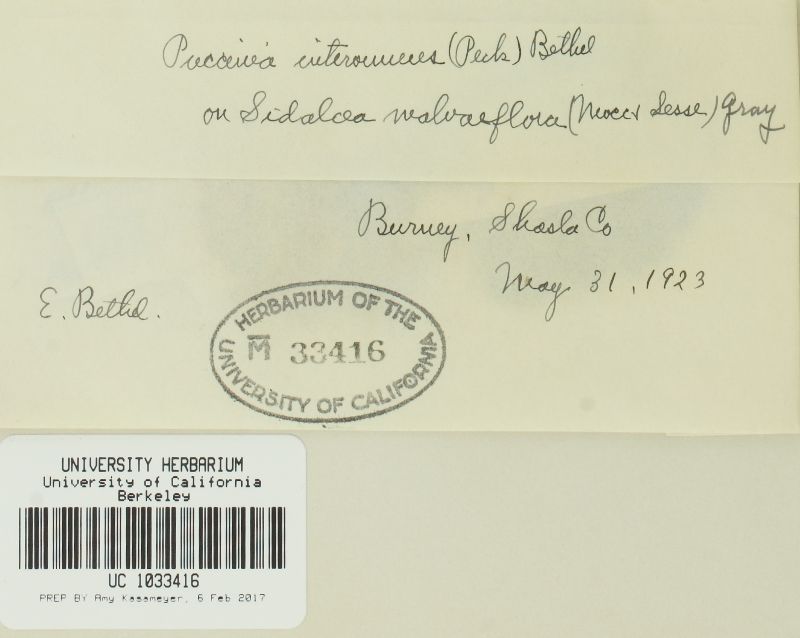 Puccinia interveniens (Peck) Bethel
on Sidalcea malvaeflora (Moc & Sesse) Gray
Burney, Shasta Co
May 31, 1923
E. Bethel.
HERBARIUM OF THE
M 33416
UNIVERSITY OF CALIFORNIA
UNIVERSITY HERBARIUM
University of California
Berkeley
UC 1033416
PREP BY Amy Kasameyer, 6 Feb 2017